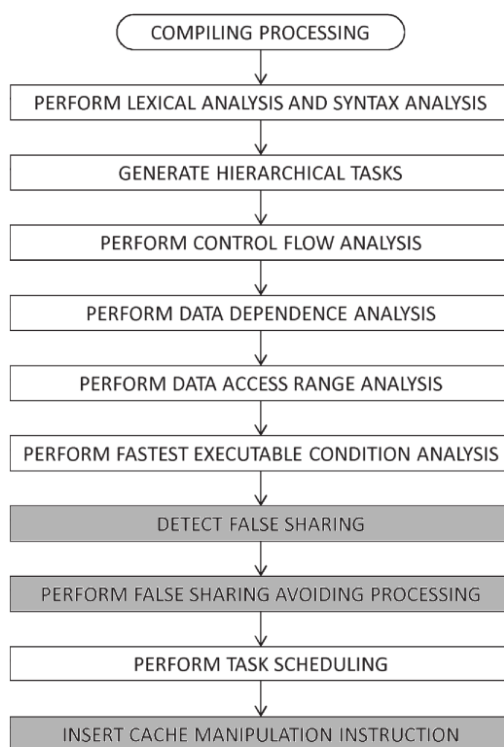 COMPILING PROCESSING
PERFORM LEXICAL ANALYSIS AND SYNTAX ANALYSIS
GENERATE HIERARCHICAL TASKS
PERFORM CONTROL FLOW ANALYSIS
PERFORM DATA DEPENDENCE ANALYSIS
PERFORM DATA ACCESS RANGE ANALYSIS
PERFORM FASTEST EXECUTABLE CONDITION ANALYSIS
DETECT FALSE SHARING
PERFORM FALSE SHARING AVOIDING PROCESSING
PERFORM TASK SCHEDULING
INSERT CACHE MANIPULATION INSTRUCTION